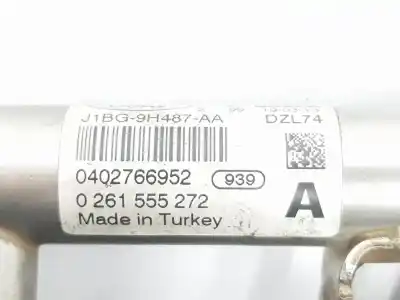 J1BG-9H487-AA DZL74
0402766952 939
0 261 555 272
Made in Turkey
A